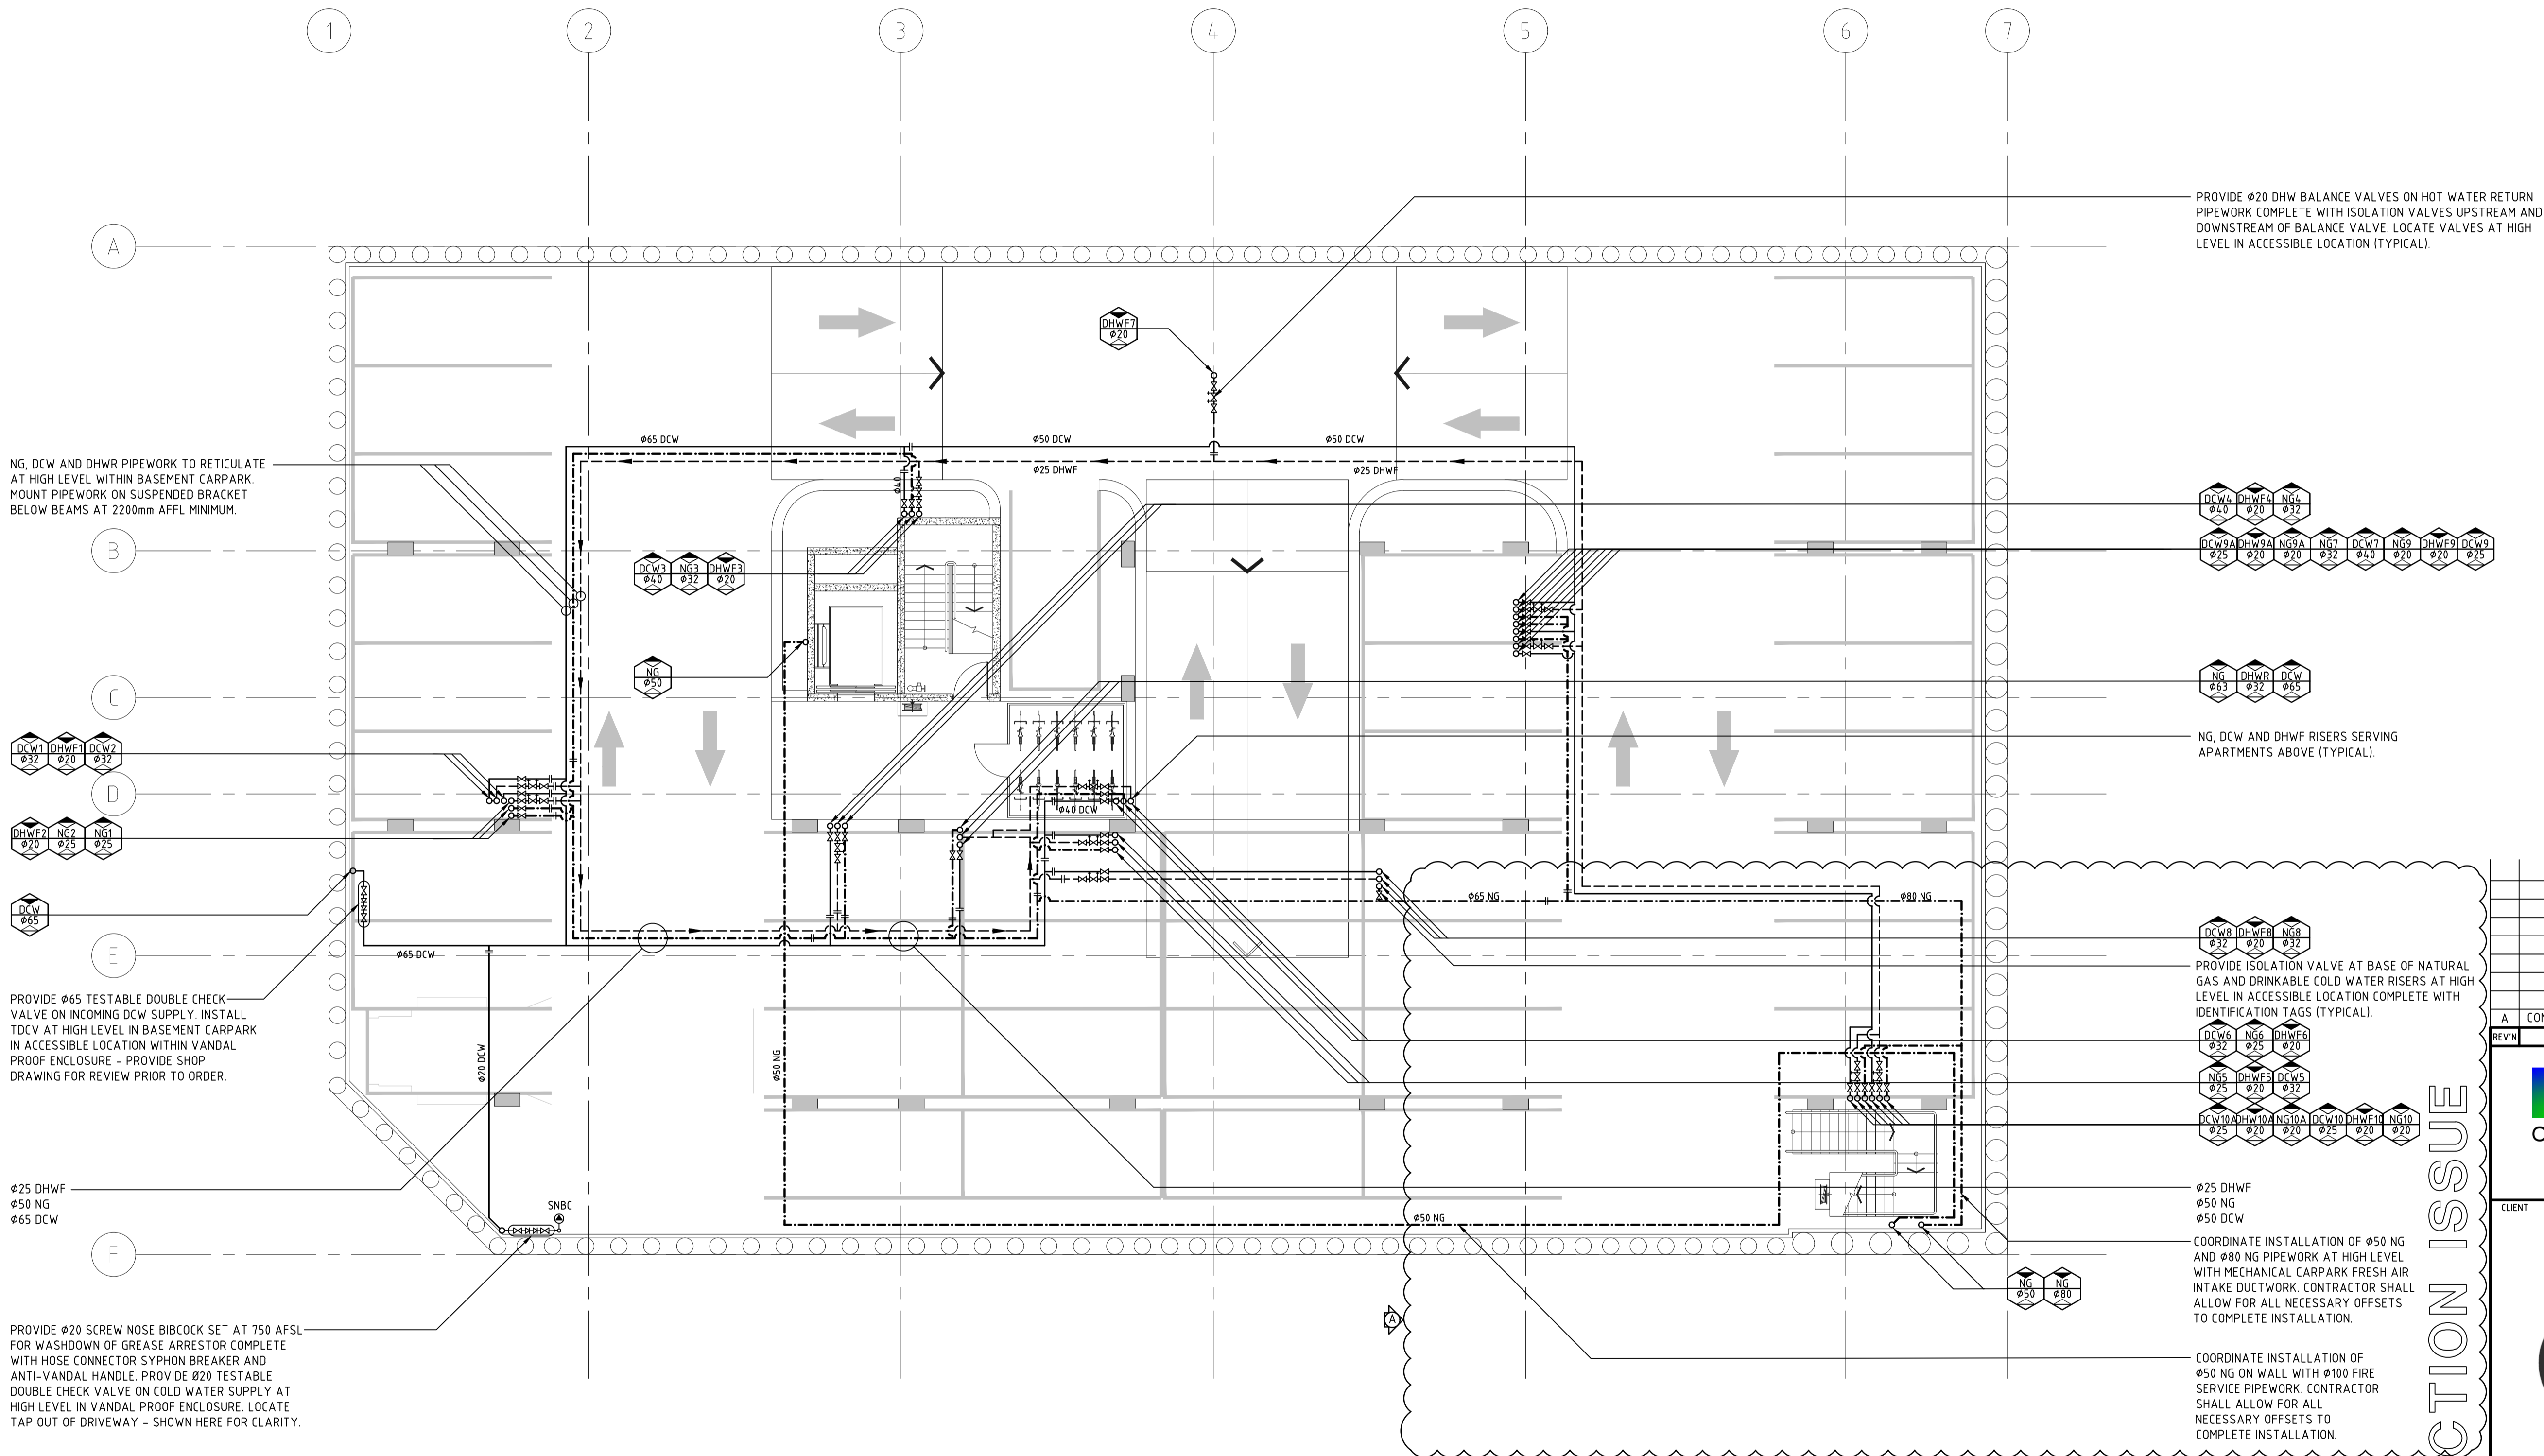 1 2 3 4 5 6 7
A
B
C
D
E
F
PROVIDE Ø20 DHW BALANCE VALVES ON HOT WATER RETURN
PIPEWORK COMPLETE WITH ISOLATION VALVES UPSTREAM AND
DOWNSTREAM OF BALANCE VALVE. LOCATE VALVES AT HIGH
LEVEL IN ACCESSIBLE LOCATION (TYPICAL).
DHWF7
Ø20
Ø65 DCW
Ø50 DCW
Ø50 DCW
Ø25 DHWF
Ø25 DHWF
Ø40
NG, DCW AND DHWR PIPEWORK TO RETICULATE
AT HIGH LEVEL WITHIN BASEMENT CARPARK.
MOUNT PIPEWORK ON SUSPENDED BRACKET
BELOW BEAMS AT 2200mm AFFL MINIMUM.
DCW4 DHWF4 NG4
Ø40 Ø20 Ø32
DCW9A DHW9A NG9A NG7 DCW7 NG9 DHWF9 DCW9
Ø25 Ø20 Ø20 Ø32 Ø40 Ø20 Ø20 Ø25
DCW3 NG3 DHWF3
Ø40 Ø32 Ø20
NG
Ø50
NG DHWR DCW
Ø63 Ø32 Ø65
NG, DCW AND DHWF RISERS SERVING
APARTMENTS ABOVE (TYPICAL).
DCW1 DHWF1 DCW2
Ø32 Ø20 Ø32
DHWF2 NG2 NG1
Ø20 Ø25 Ø25
DCW
Ø65
Ø40 DCW
Ø65 NG
Ø80 NG
Ø65 DCW
DCW8 DHWF8 NG8
Ø32 Ø20 Ø32
PROVIDE ISOLATION VALVE AT BASE OF NATURAL
GAS AND DRINKABLE COLD WATER RISERS AT HIGH
LEVEL IN ACCESSIBLE LOCATION COMPLETE WITH
IDENTIFICATION TAGS (TYPICAL).
PROVIDE Ø65 TESTABLE DOUBLE CHECK
VALVE ON INCOMING DCW SUPPLY. INSTALL
TDCV AT HIGH LEVEL IN BASEMENT CARPARK
IN ACCESSIBLE LOCATION WITHIN VANDAL
PROOF ENCLOSURE - PROVIDE SHOP
DRAWING FOR REVIEW PRIOR TO ORDER.
DCW6 NG6 DHWF6
Ø32 Ø25 Ø20
NG5 DHWF5 DCW5
Ø25 Ø20 Ø32
DCW10A DHW10A NG10A DCW10 DHWF10 NG10
Ø25 Ø20 Ø20 Ø25 Ø20 Ø20
Ø20 DCW
Ø50 NG
Ø25 DHWF
Ø50 NG
Ø65 DCW
SNBC
Ø50 NG
Ø25 DHWF
Ø50 NG
Ø50 DCW
COORDINATE INSTALLATION OF Ø50 NG
AND Ø80 NG PIPEWORK AT HIGH LEVEL
WITH MECHANICAL CARPARK FRESH AIR
INTAKE DUCTWORK. CONTRACTOR SHALL
ALLOW FOR ALL NECESSARY OFFSETS
TO COMPLETE INSTALLATION.
NG NG
Ø50 Ø80
A
PROVIDE Ø20 SCREW NOSE BIBCOCK SET AT 750 AFSL
FOR WASHDOWN OF GREASE ARRESTOR COMPLETE
WITH HOSE CONNECTOR SYPHON BREAKER AND
ANTI-VANDAL HANDLE. PROVIDE Ø20 TESTABLE
DOUBLE CHECK VALVE ON COLD WATER SUPPLY AT
HIGH LEVEL IN VANDAL PROOF ENCLOSURE. LOCATE
TAP OUT OF DRIVEWAY - SHOWN HERE FOR CLARITY.
COORDINATE INSTALLATION OF
Ø50 NG ON WALL WITH Ø100 FIRE
SERVICE PIPEWORK. CONTRACTOR
SHALL ALLOW FOR ALL
NECESSARY OFFSETS TO
COMPLETE INSTALLATION.
CTION ISSUE
A CON
REV'N
CLIENT